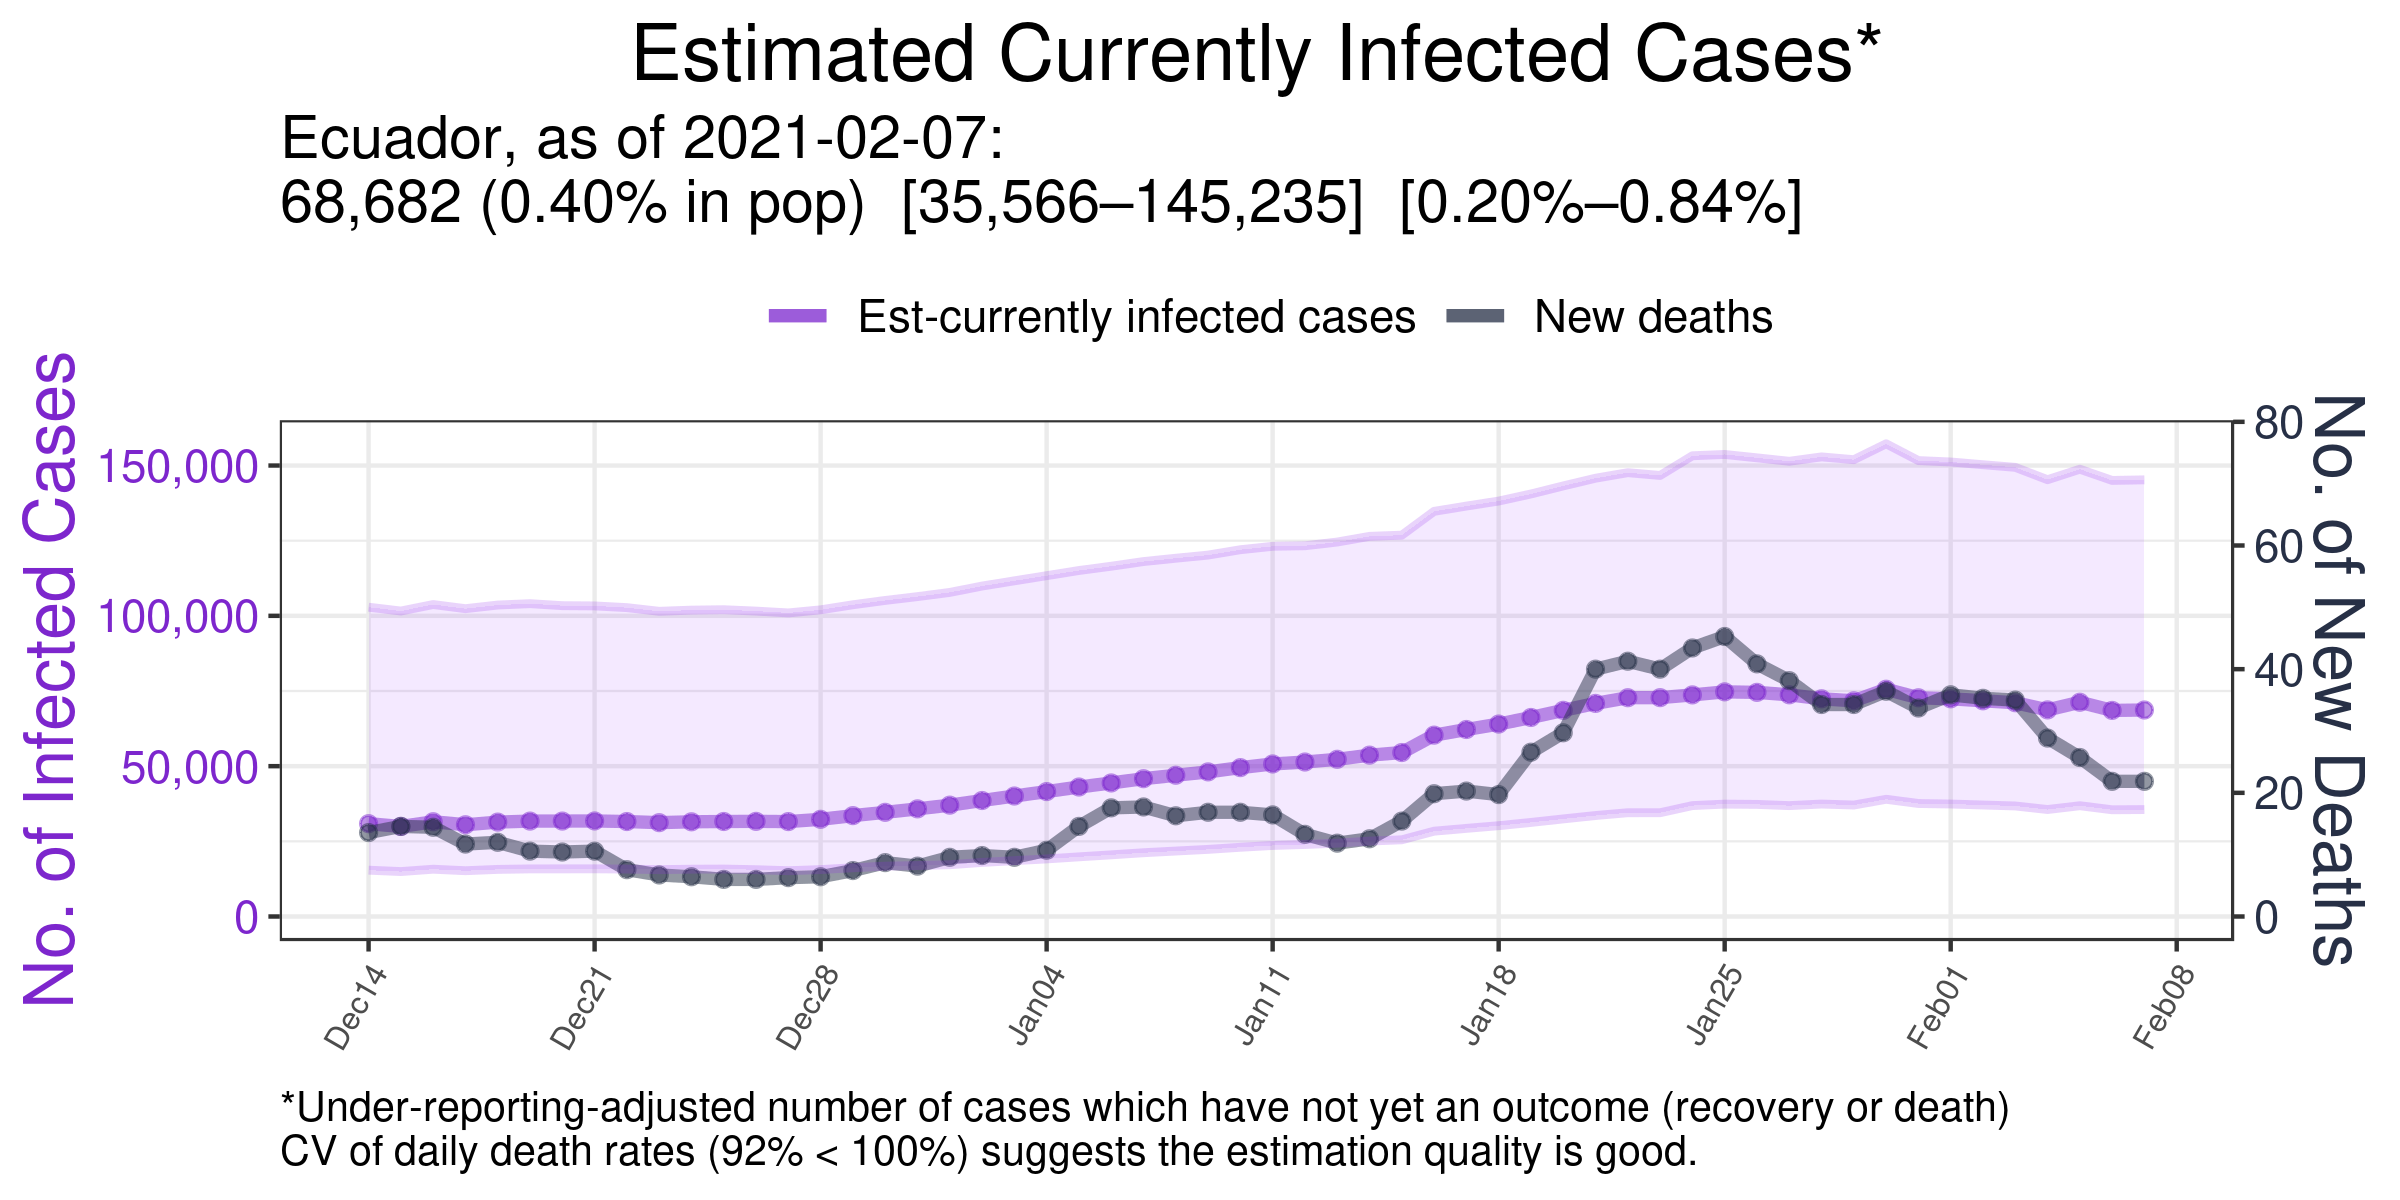 Estimated Currently Infected Cases*
Ecuador, as of 2021-02-07:
68,682 (0.40% in pop)  [35,566–145,235]  [0.20%–0.84%]
Est-currently infected cases
New deaths
No. of Infected Cases
150,000
100,000
50,000
0
No. of New Deaths
80
60
40
20
0
Dec14
Dec21
Dec28
Jan04
Jan11
Jan18
Jan25
Feb01
Feb08
*Under-reporting-adjusted number of cases which have not yet an outcome (recovery or death)
CV of daily death rates (92% < 100%) suggests the estimation quality is good.